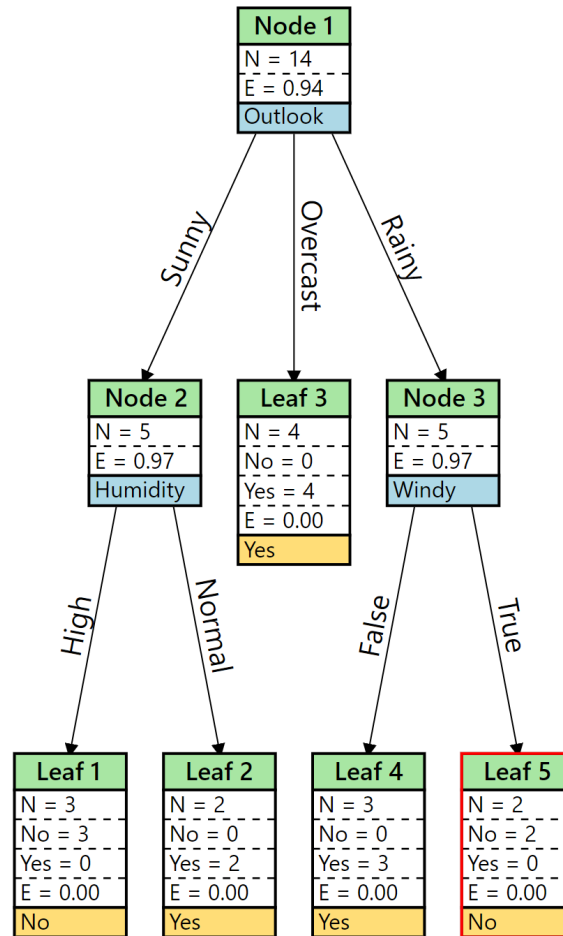 Node 1
N = 14
E = 0.94
Outlook
Sunny
Overcast
Rainy
Node 2
N = 5
E = 0.97
Humidity
Leaf 3
N = 4
No = 0
Yes = 4
E = 0.00
Yes
Node 3
N = 5
E = 0.97
Windy
High
Normal
False
True
Leaf 1
N = 3
No = 3
Yes = 0
E = 0.00
No
Leaf 2
N = 2
No = 0
Yes = 2
E = 0.00
Yes
Leaf 4
N = 3
No = 0
Yes = 3
E = 0.00
Yes
Leaf 5
N = 2
No = 2
Yes = 0
E = 0.00
No